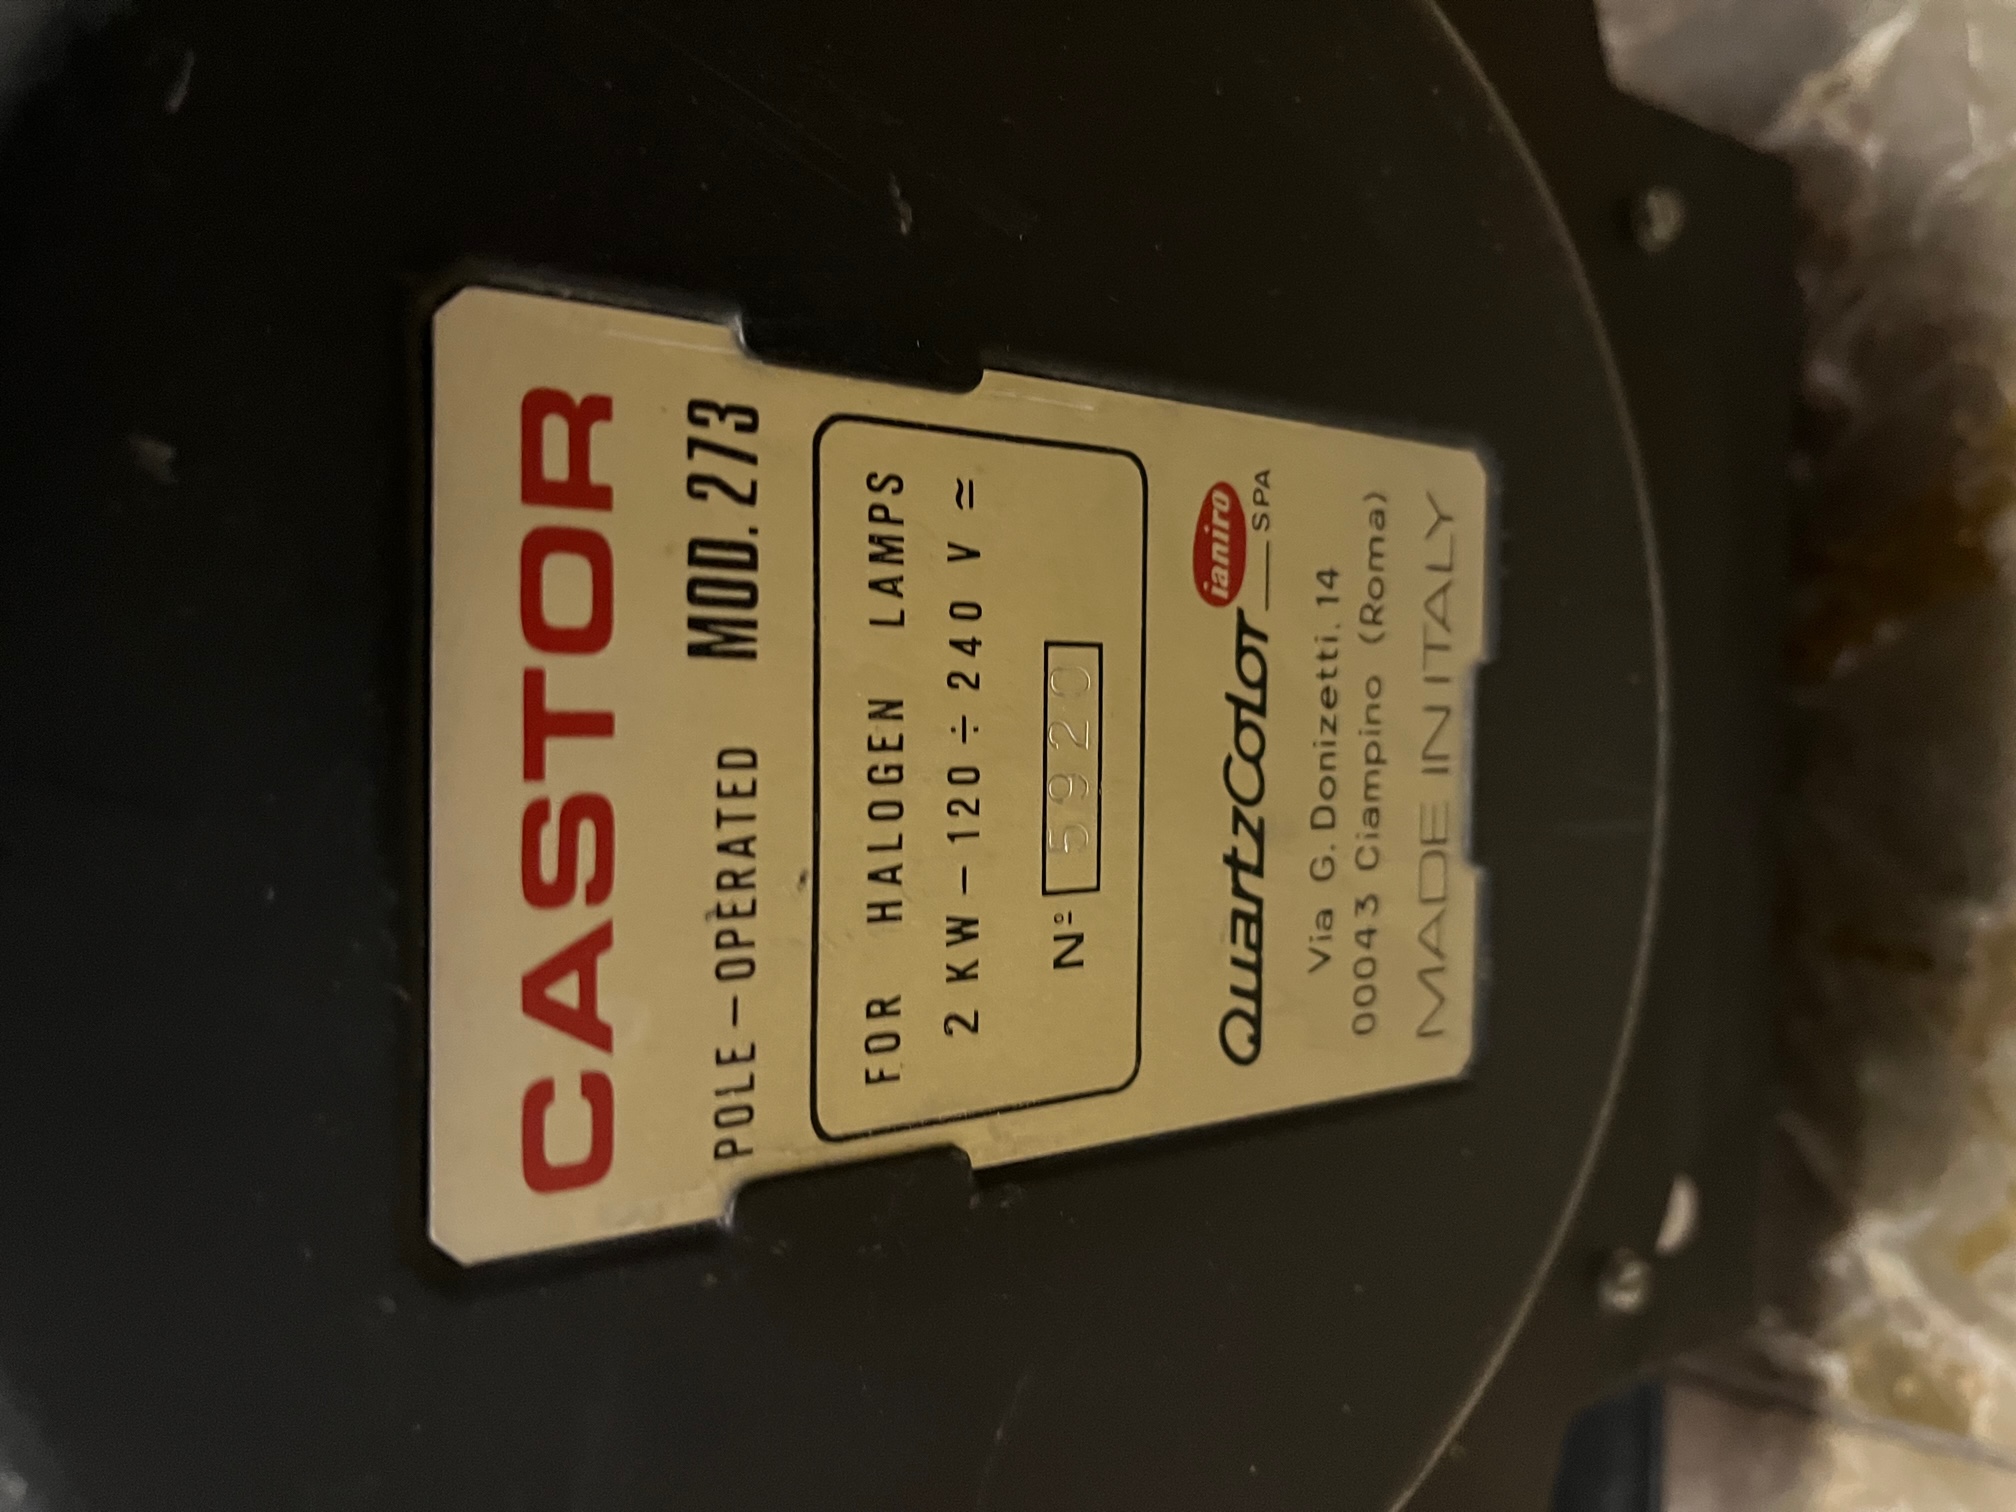 CASTOR
POLE-OPERATED MOD.273
FOR HALOGEN LAMPS
2 KW-120÷240 V ≃
Nº 5920
QuartzColor ianiro
SPA
Via G. Donizetti. 14
00043 Ciampino (Roma)
MADE IN ITALY